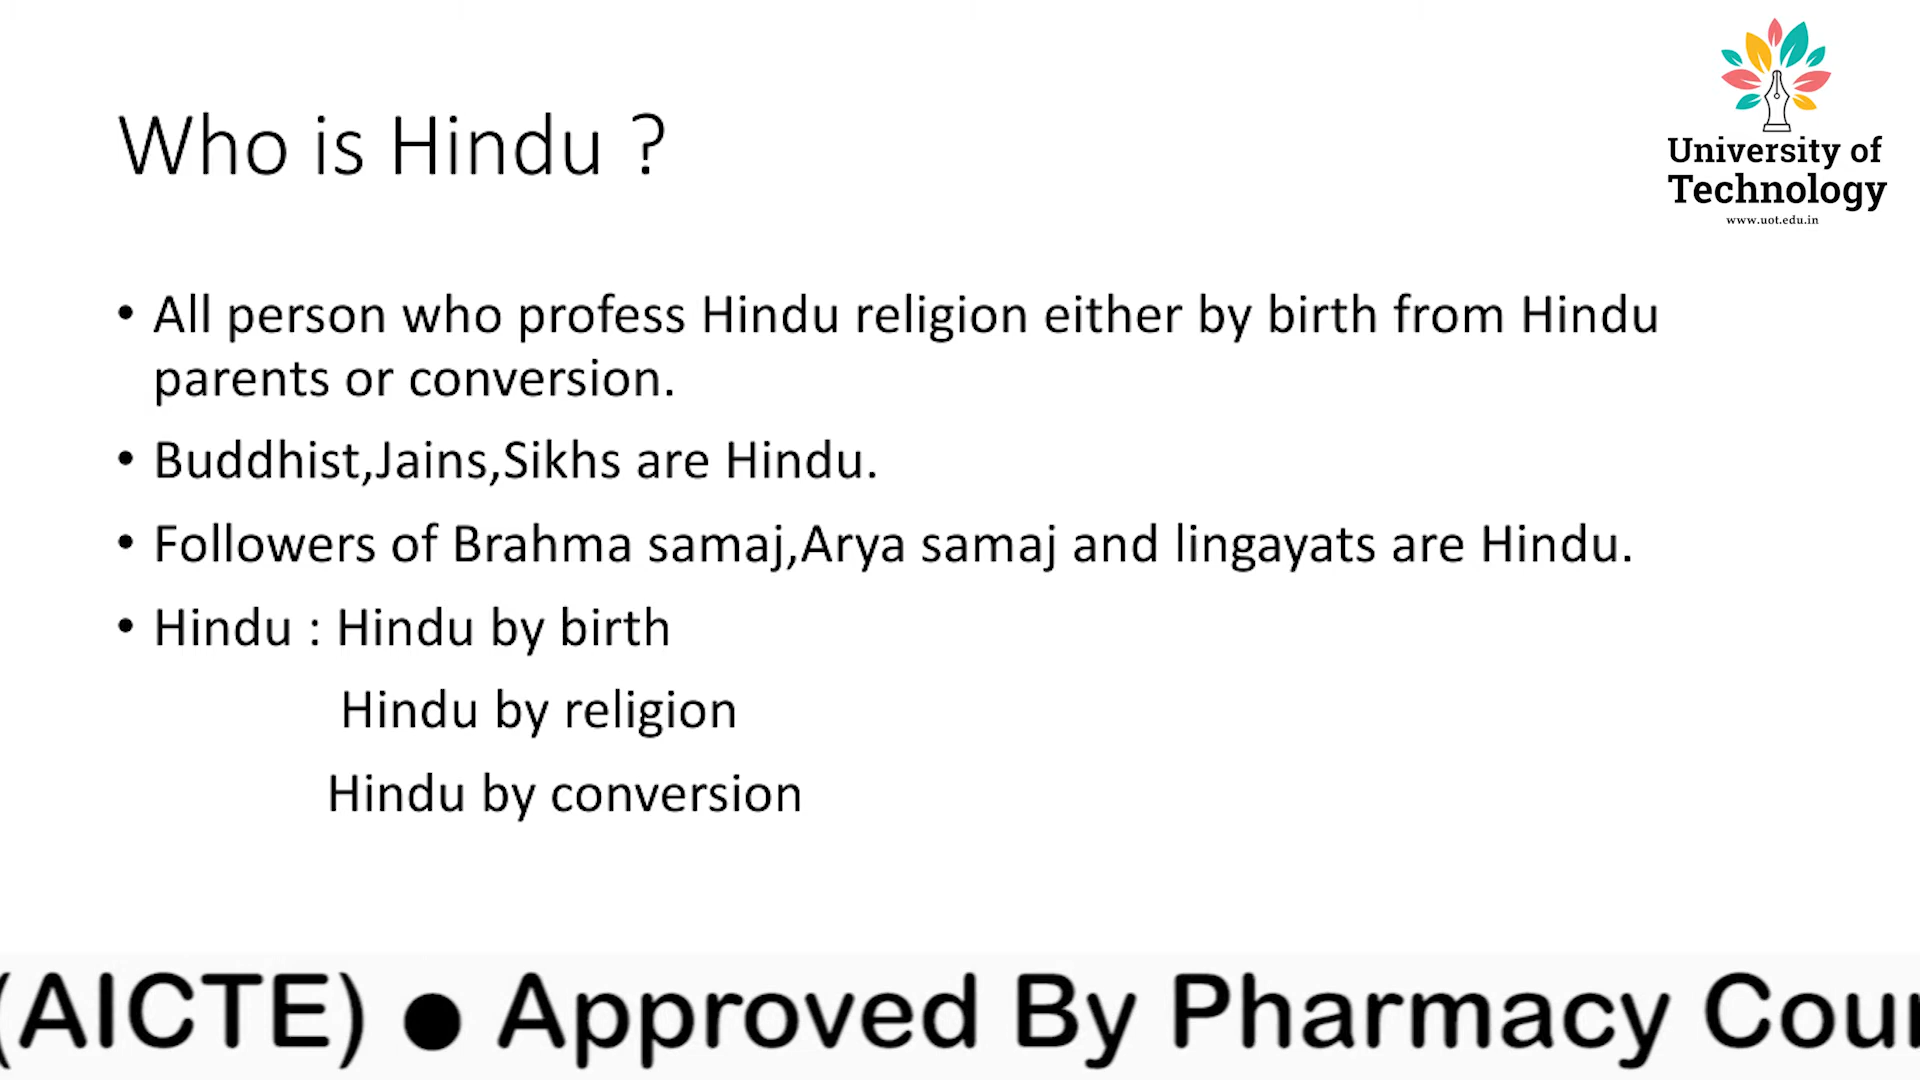 University of
Technology
www.uot.edu.in
Who is Hindu ?
• All person who profess Hindu religion either by birth from Hindu
parents or conversion.
• Buddhist,Jains,Sikhs are Hindu.
• Followers of Brahma samaj,Arya samaj and lingayats are Hindu.
• Hindu : Hindu by birth
Hindu by religion
Hindu by conversion
(AICTE) ● Approved By Pharmacy